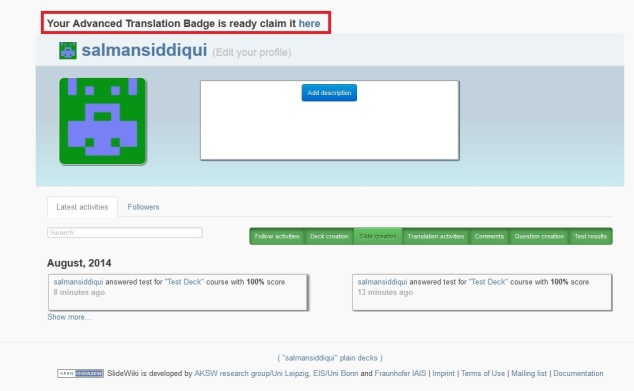 Your Advanced Translation Badge is ready claim it here
salmansiddiqui (Edit your profile)
Add description
Latest activities Followers
Search
Follow activities Deck creation Slide creation Translation activities Comments Question creation Test results
August, 2014
salmansiddiqui answered test for "Test Deck" course with 100% score
8 minutes ago
salmansiddiqui answered test for "Test Deck" course with 100% score
13 minutes ago
Show more...
( "salmansiddiqui" plain decks )
OPEN KNOWLEDGE SlideWiki is developed by AKSW research group/Uni Leipzig, EIS/Uni Bonn and Fraunhofer IAIS | Imprint | Terms of Use | Mailing list | Documentation